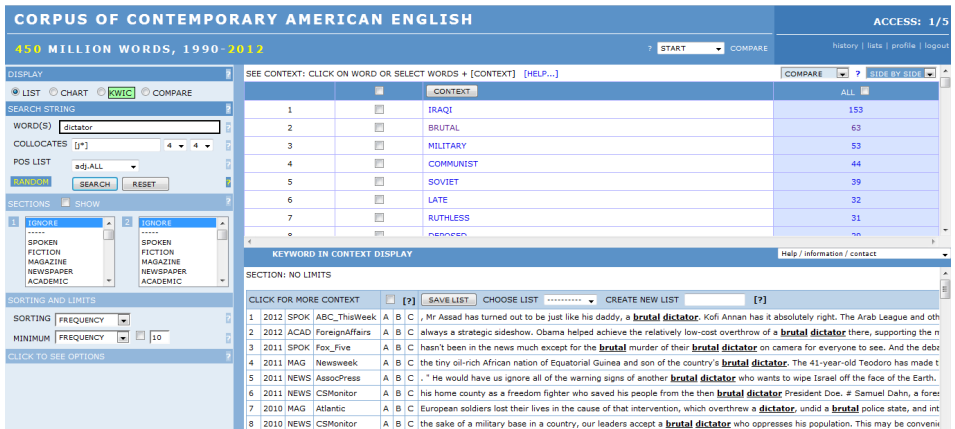 CORPUS OF CONTEMPORARY AMERICAN ENGLISH
ACCESS: 1/5
450 MILLION WORDS, 1990-2012
? START COMPARE
history | lists | profile | logout
DISPLAY ?
LIST CHART KWIC COMPARE
SEARCH STRING ?
WORD(S) dictator ?
COLLOCATES [j*] 4 4 ?
POS LIST adj.ALL ?
RANDOM SEARCH RESET ?
SECTIONS SHOW ?
1 IGNORE 2 IGNORE
----- -----
SPOKEN SPOKEN
FICTION FICTION
MAGAZINE MAGAZINE
NEWSPAPER NEWSPAPER
ACADEMIC ACADEMIC
SORTING AND LIMITS
SORTING FREQUENCY
MINIMUM FREQUENCY 10
CLICK TO SEE OPTIONS ?
SEE CONTEXT: CLICK ON WORD OR SELECT WORDS + [CONTEXT] [HELP...] COMPARE ? SIDE BY SIDE
CONTEXT ALL
1 IRAQI 153
2 BRUTAL 63
3 MILITARY 53
4 COMMUNIST 44
5 SOVIET 39
6 LATE 32
7 RUTHLESS 31
8 DEPOSED
KEYWORD IN CONTEXT DISPLAY Help / information / contact
SECTION: NO LIMITS
CLICK FOR MORE CONTEXT [?] SAVE LIST CHOOSE LIST ---------- CREATE NEW LIST [?]
1 2012 SPOK ABC_ThisWeek A B C , Mr Assad has turned out to be just like his daddy, a brutal dictator. Kofi Annan has it absolutely right. The Arab League and oth
2 2012 ACAD ForeignAffairs A B C always a strategic sideshow. Obama helped achieve the relatively low-cost overthrow of a brutal dictator there, supporting the m
3 2011 SPOK Fox_Five A B C hasn't been in the news much except for the brutal murder of their brutal dictator on camera for everyone to see. And the deba
4 2011 MAG Newsweek A B C the tiny oil-rich African nation of Equatorial Guinea and son of the country's brutal dictator. The 41-year-old Teodoro has made t
5 2011 NEWS AssocPress A B C . " He would have us ignore all of the warning signs of another brutal dictator who wants to wipe Israel off the face of the Earth.
6 2011 NEWS CSMonitor A B C his home county as a freedom fighter who saved his people from the then brutal dictator President Doe. # Samuel Dahn, a fores
7 2010 MAG Atlantic A B C European soldiers lost their lives in the cause of that intervention, which overthrew a dictator, undid a brutal police state, and int
8 2010 NEWS CSMonitor A B C the sake of a military base in a country, our leaders accept a brutal dictator who oppresses his population. This may be convenie